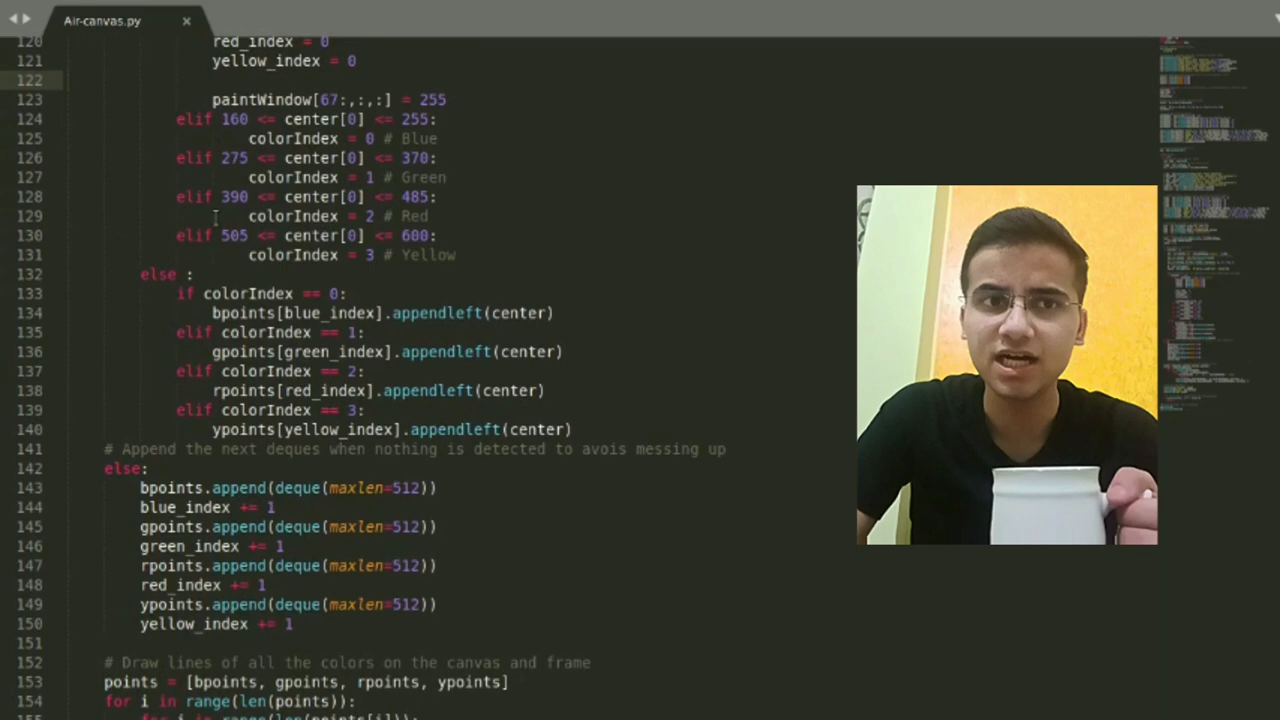 Air-canvas.py ×
120 red_index = 0
121 yellow_index = 0
122
123 paintWindow[67:,:,:] = 255
124 elif 160 <= center[0] <= 255:
125 colorIndex = 0 # Blue
126 elif 275 <= center[0] <= 370:
127 colorIndex = 1 # Green
128 elif 390 <= center[0] <= 485:
129 colorIndex = 2 # Red
130 elif 505 <= center[0] <= 600:
131 colorIndex = 3 # Yellow
132 else :
133 if colorIndex == 0:
134 bpoints[blue_index].appendleft(center)
135 elif colorIndex == 1:
136 gpoints[green_index].appendleft(center)
137 elif colorIndex == 2:
138 rpoints[red_index].appendleft(center)
139 elif colorIndex == 3:
140 ypoints[yellow_index].appendleft(center)
141 # Append the next deques when nothing is detected to avois messing up
142 else:
143 bpoints.append(deque(maxlen=512))
144 blue_index += 1
145 gpoints.append(deque(maxlen=512))
146 green_index += 1
147 rpoints.append(deque(maxlen=512))
148 red_index += 1
149 ypoints.append(deque(maxlen=512))
150 yellow_index += 1
151
152 # Draw lines of all the colors on the canvas and frame
153 points = [bpoints, gpoints, rpoints, ypoints]
154 for i in range(len(points)):